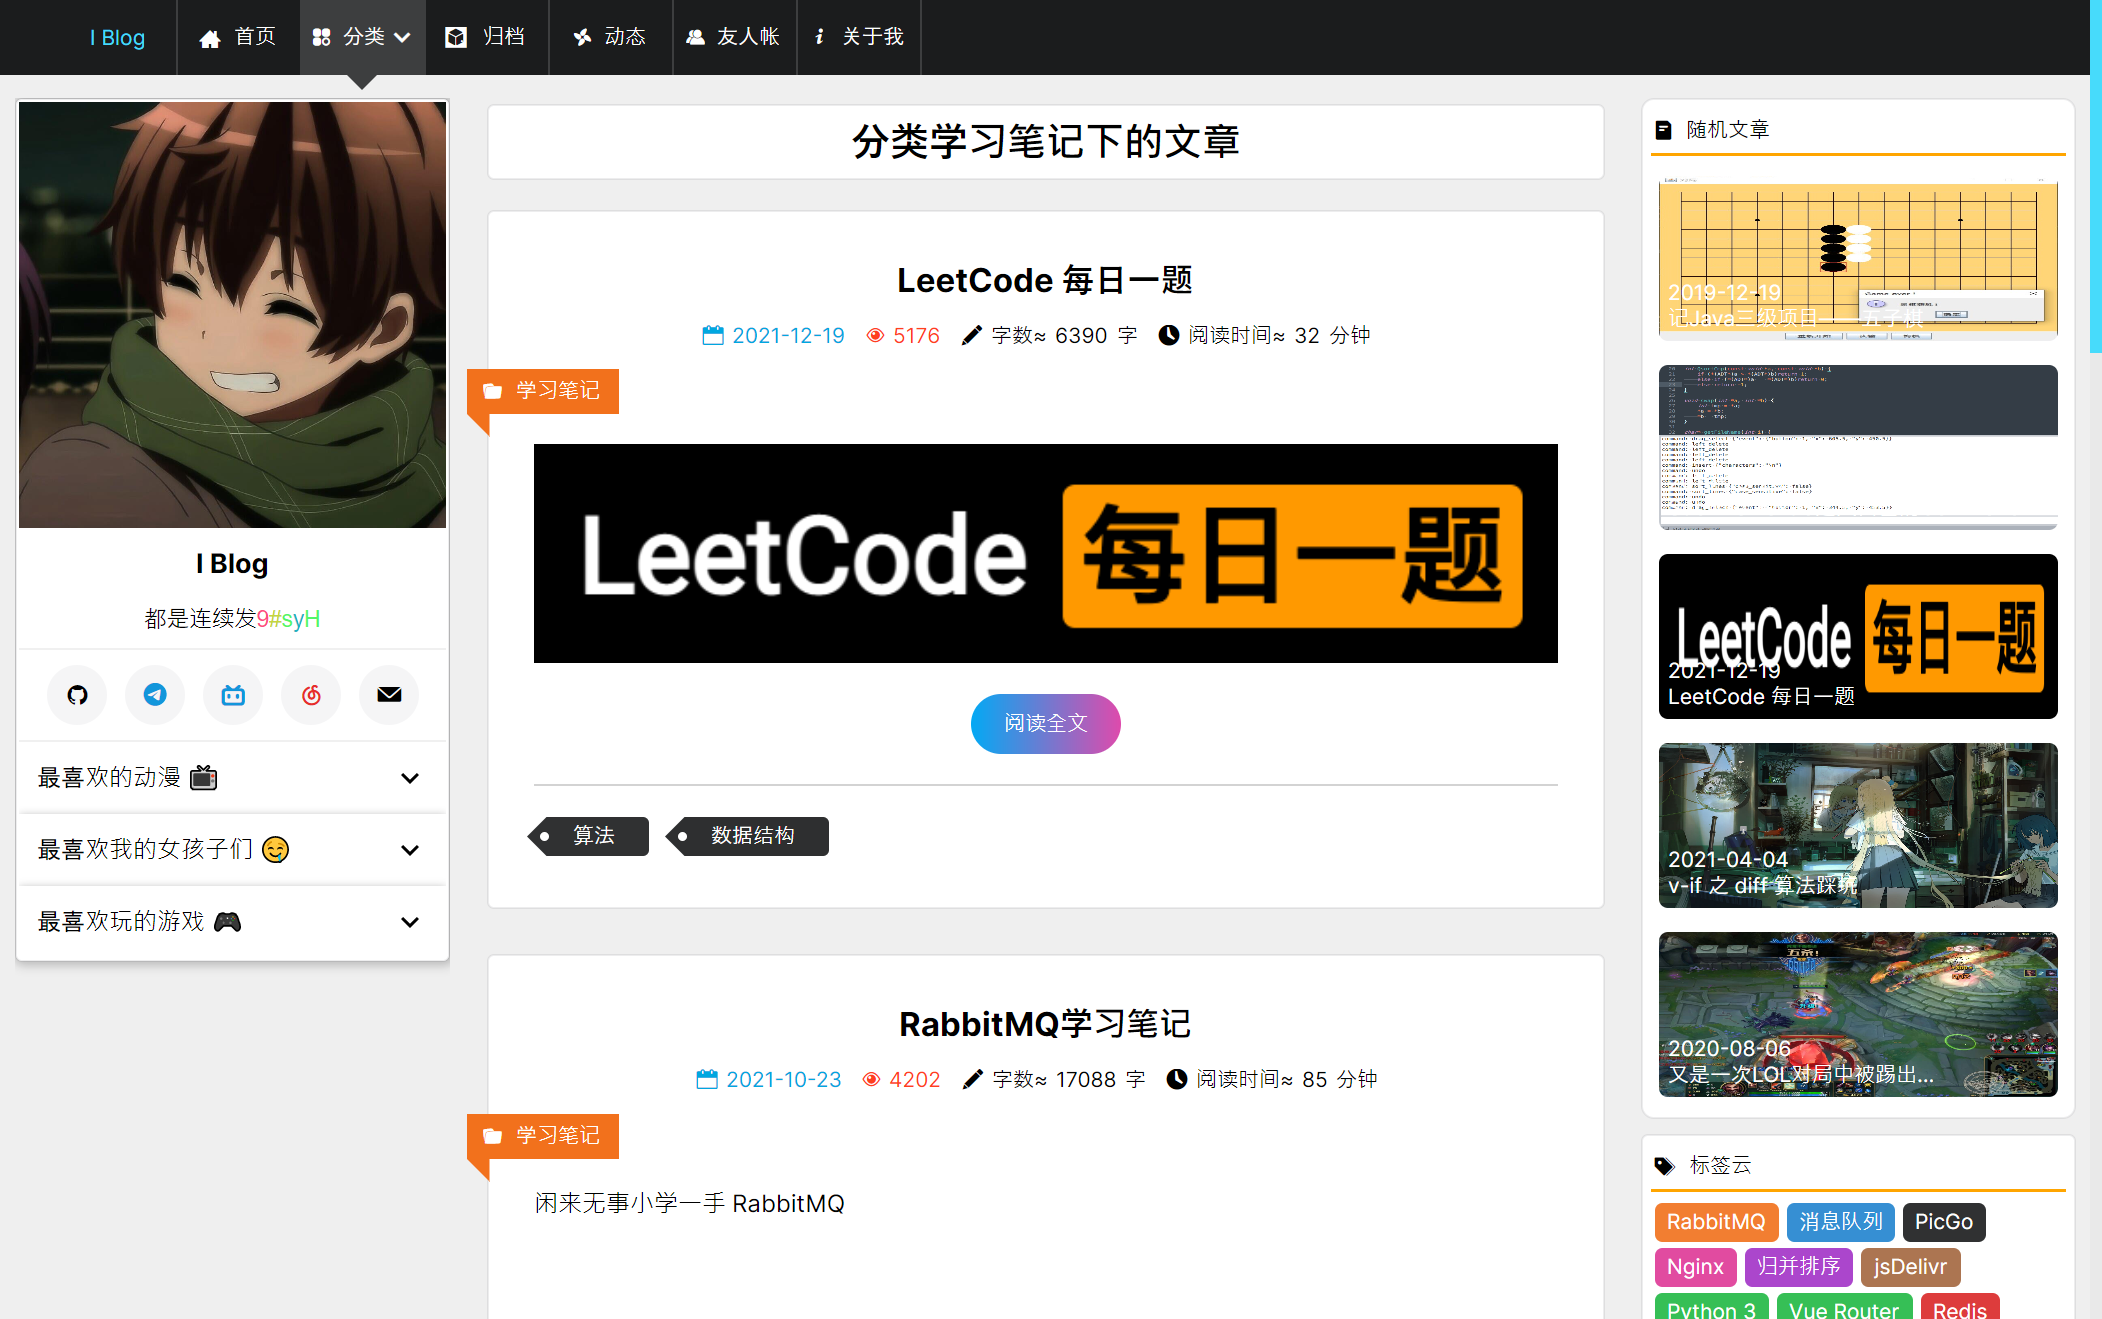 I Blog
首页
分类
归档
动态
友人帐
关于我
I Blog
都是连续发9#syH
最喜欢的动漫
最喜欢我的女孩子们
最喜欢玩的游戏
分类学习笔记下的文章
LeetCode 每日一题
2021-12-19 5176 字数≈ 6390 字 阅读时间≈ 32 分钟
学习笔记
LeetCode 每日一题
阅读全文
算法
数据结构
RabbitMQ学习笔记
2021-10-23 4202 字数≈ 17088 字 阅读时间≈ 85 分钟
学习笔记
闲来无事小学一手 RabbitMQ
随机文章
2019-12-19
记Java三级项目——五子棋
LeetCode 每日一题
2021-12-19
LeetCode 每日一题
2021-04-04
v-if 之 diff 算法踩坑
2020-08-06
又是一次LOL对局中被踢出...
标签云
RabbitMQ 消息队列 PicGo
Nginx 归并排序 jsDelivr
Python 3 Vue Router Redis